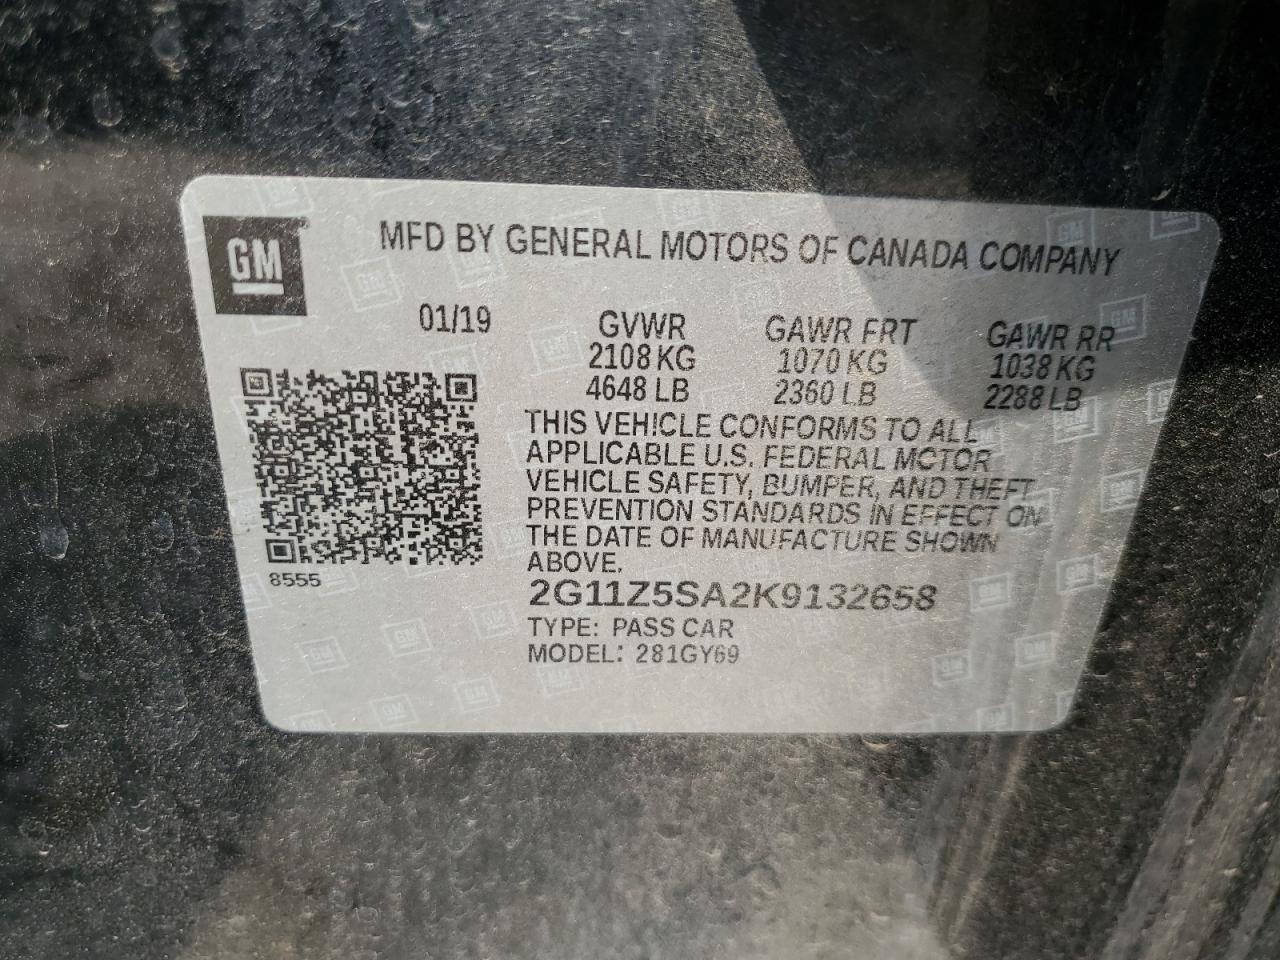 GM
MFD BY GENERAL MOTORS OF CANADA COMPANY
01/19
GVWR GAWR FRT GAWR RR
2108 KG 1070 KG 1038 KG
4648 LB 2360 LB 2288 LB
THIS VEHICLE CONFORMS TO ALL
APPLICABLE U.S. FEDERAL MOTOR
VEHICLE SAFETY, BUMPER, AND THEFT
PREVENTION STANDARDS IN EFFECT ON
THE DATE OF MANUFACTURE SHOWN
ABOVE.
8555
2G11Z5SA2K9132658
TYPE: PASS CAR
MODEL: 281GY69